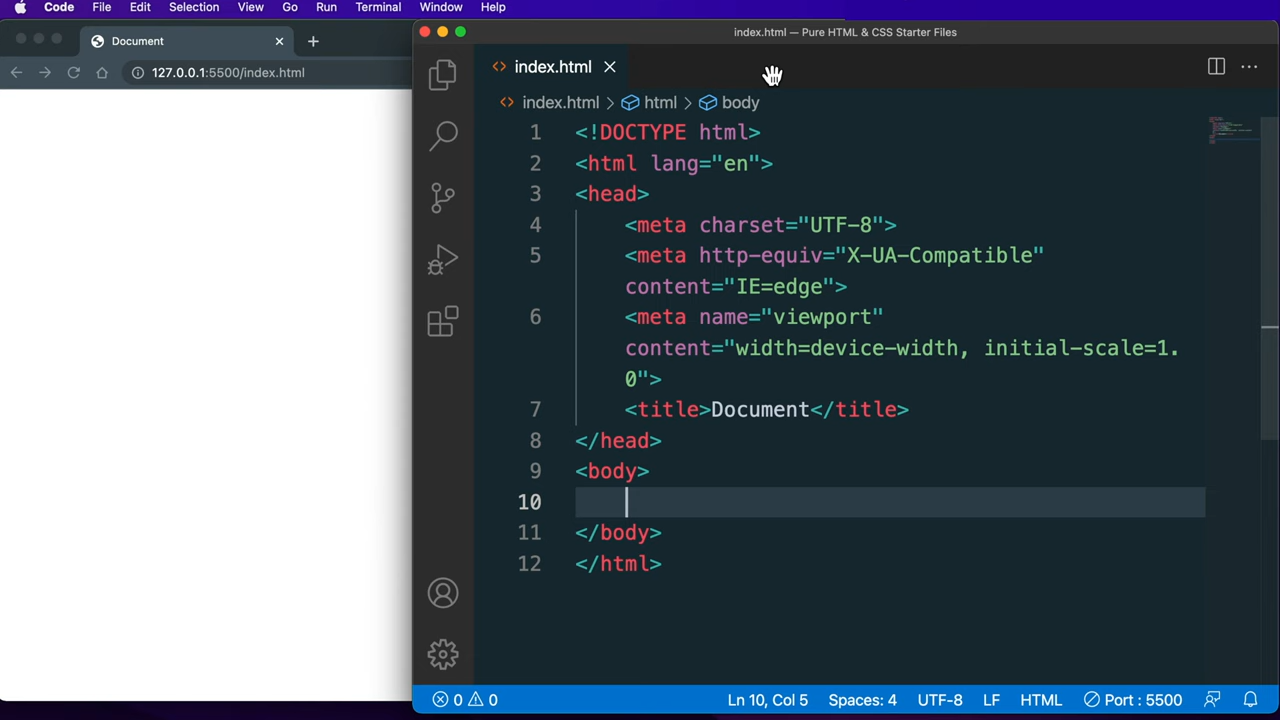 Code File Edit Selection View Go Run Terminal Window Help
Document
127.0.0.1:5500/index.html
index.html — Pure HTML & CSS Starter Files
index.html
index.html > html > body
1 <!DOCTYPE html>
2 <html lang="en">
3 <head>
4 <meta charset="UTF-8">
5 <meta http-equiv="X-UA-Compatible"
content="IE=edge">
6 <meta name="viewport"
content="width=device-width, initial-scale=1.
0">
7 <title>Document</title>
8 </head>
9 <body>
10
11 </body>
12 </html>
0 0 Ln 10, Col 5 Spaces: 4 UTF-8 LF HTML Port : 5500